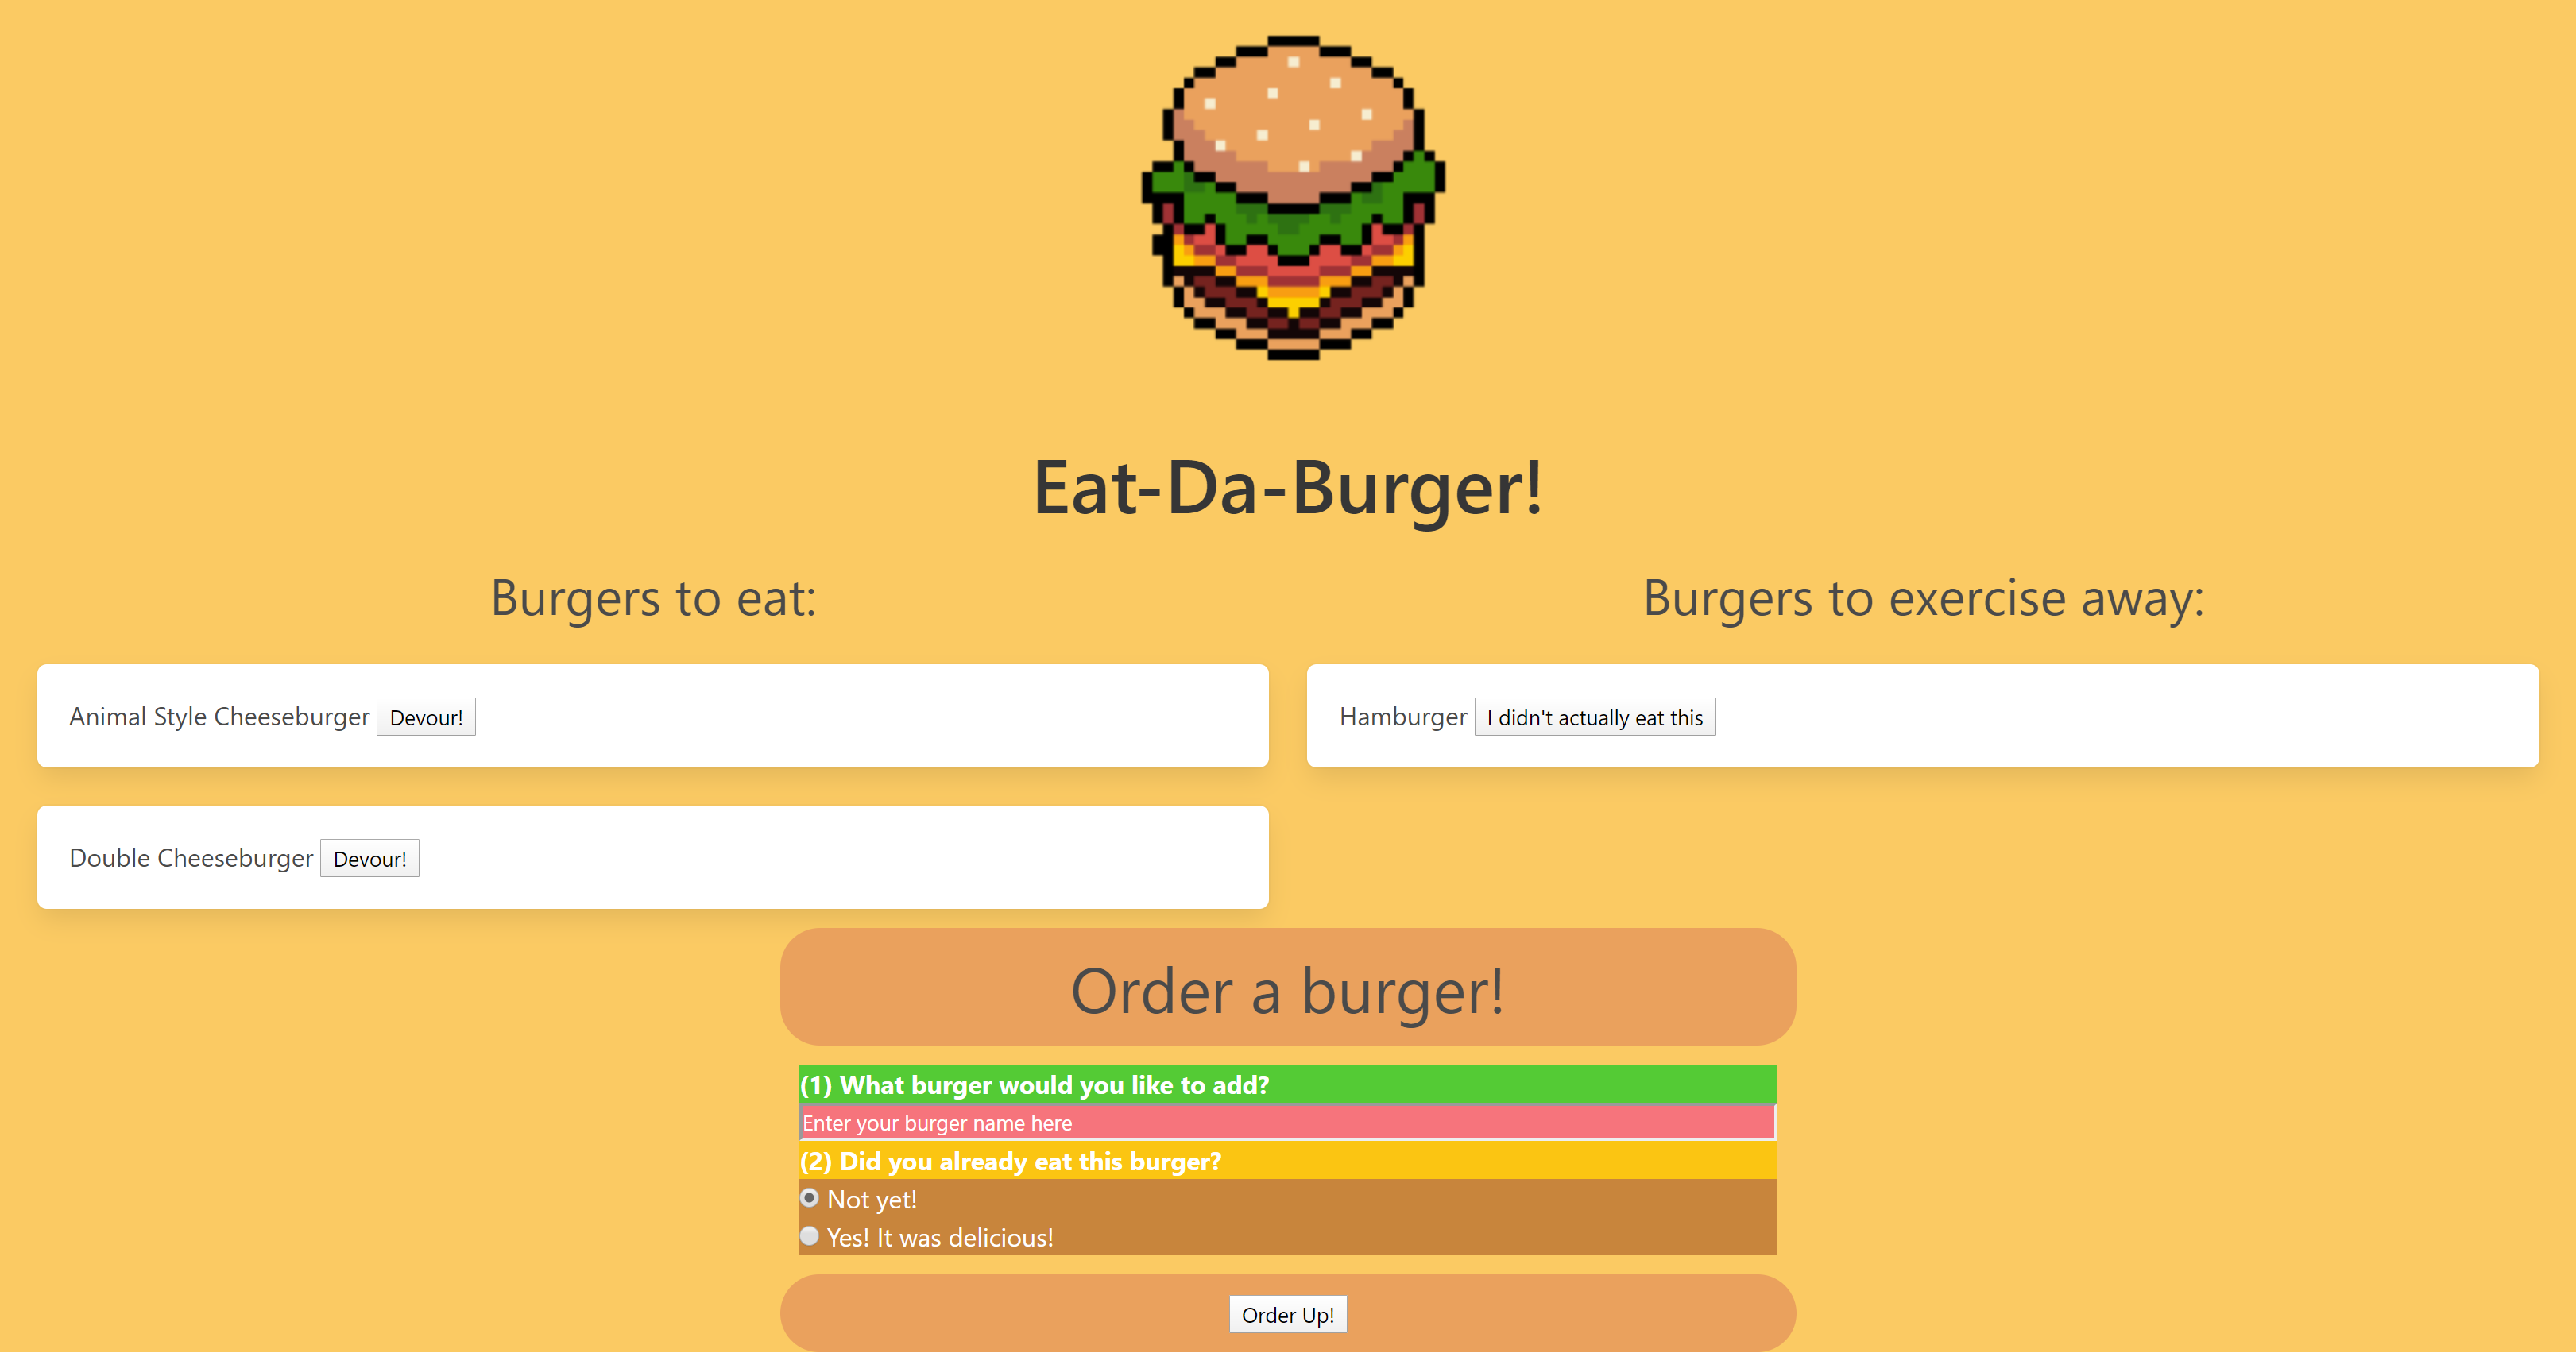 Eat-Da-Burger!
Burgers to eat:
Animal Style Cheeseburger Devour!
Double Cheeseburger Devour!
Burgers to exercise away:
Hamburger I didn't actually eat this
Order a burger!
(1) What burger would you like to add?
Enter your burger name here
(2) Did you already eat this burger?
Not yet!
Yes! It was delicious!
Order Up!